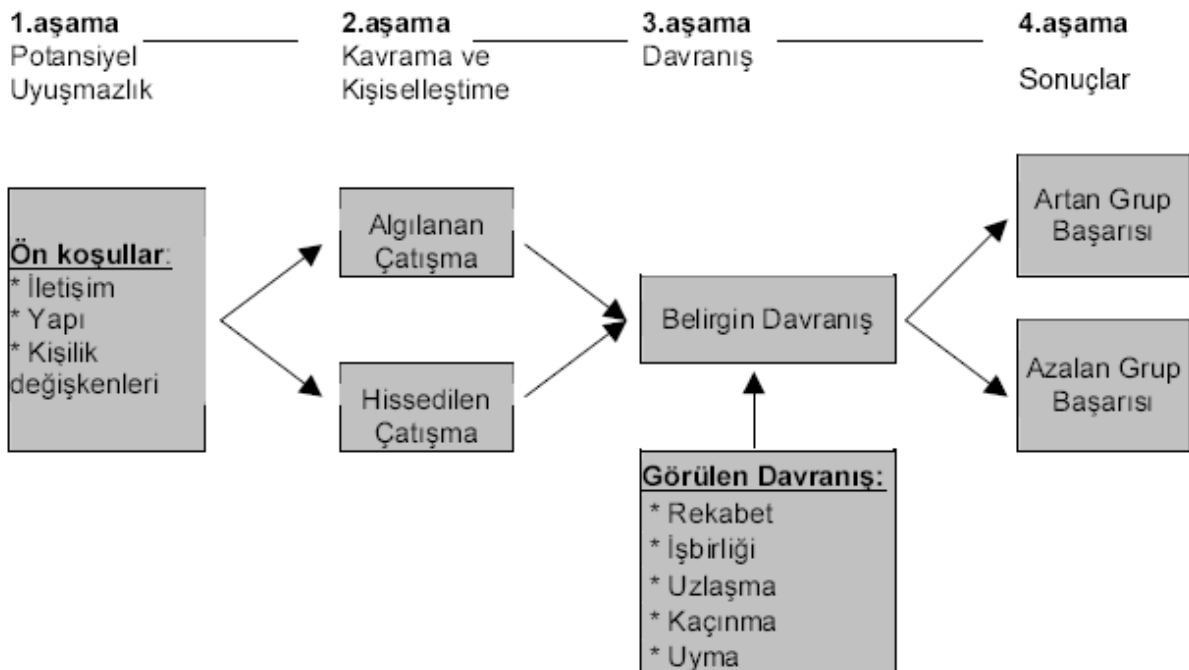 1.aşama
Potansiyel
Uyuşmazlık
2.aşama
Kavrama ve
Kişiselleştime
3.aşama
Davranış
4.aşama
Sonuçlar
Ön koşullar:
* İletişim
* Yapı
* Kişilik
değişkenleri
Algılanan
Çatışma
Hissedilen
Çatışma
Belirgin Davranış
Görülen Davranış:
* Rekabet
* İşbirliği
* Uzlaşma
* Kaçınma
* Uyma
Artan Grup
Başarısı
Azalan Grup
Başarısı